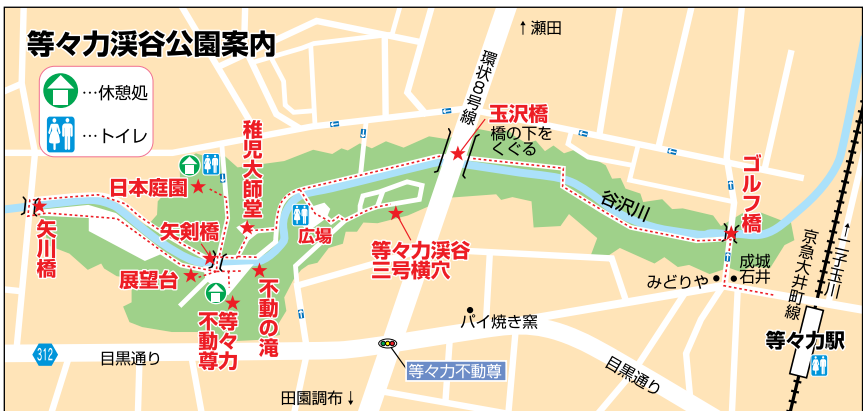 等々力渓谷公園案内
…休憩処
…トイレ
↑瀬田
環状8号線
玉沢橋
橋の下を
くぐる
稚児大師堂
日本庭園
ゴルフ橋
矢川橋
矢剣橋
広場
谷沢川
展望台
等々力渓谷
三号横穴
不動の滝
等々力
不動尊
みどりや
成城
石井
京急大井町線
→二子玉川
パイ焼き窯
等々力駅
312
目黒通り
等々力不動尊
目黒通り
田園調布↓